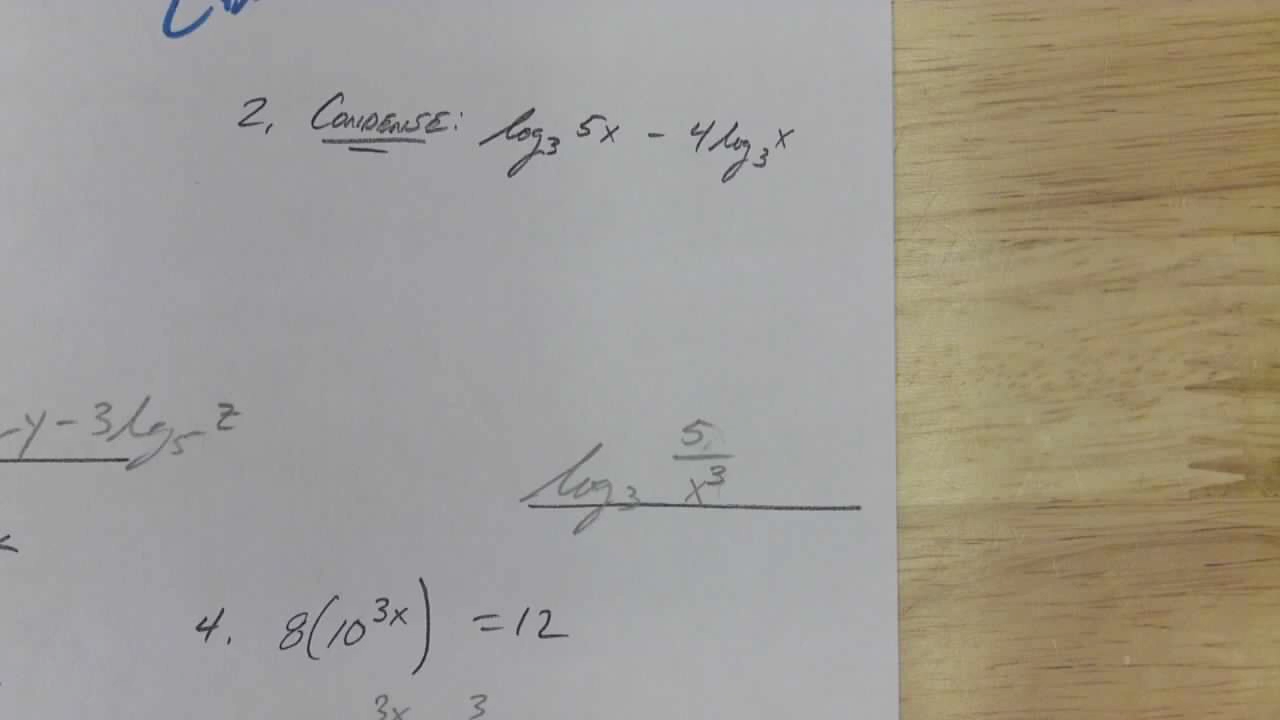 2. CONDENSE: log₃ 5x - 4log₃ x
y - 3log₅ z
log₃ 5/x³
4. 8(10^(3x)) = 12
3x 3